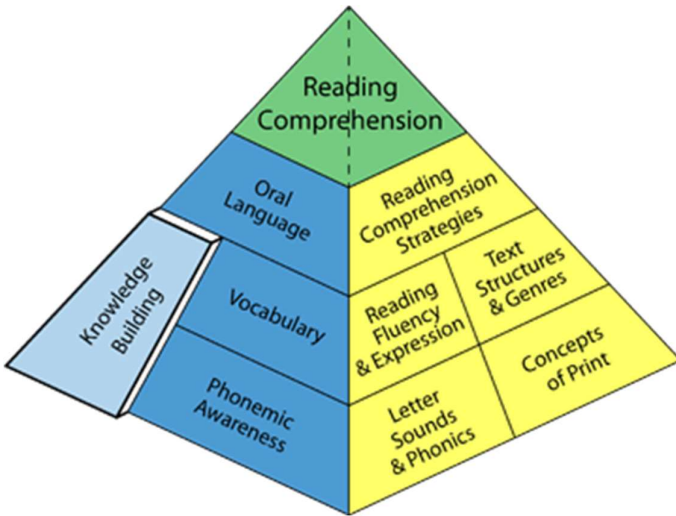 Reading
Comprehension
Oral
Language
Reading
Comprehension
Strategies
Knowledge
Building
Vocabulary
Reading
Fluency
& Expression
Text
Structures
& Genres
Phonemic
Awareness
Letter
Sounds
& Phonics
Concepts
of Print